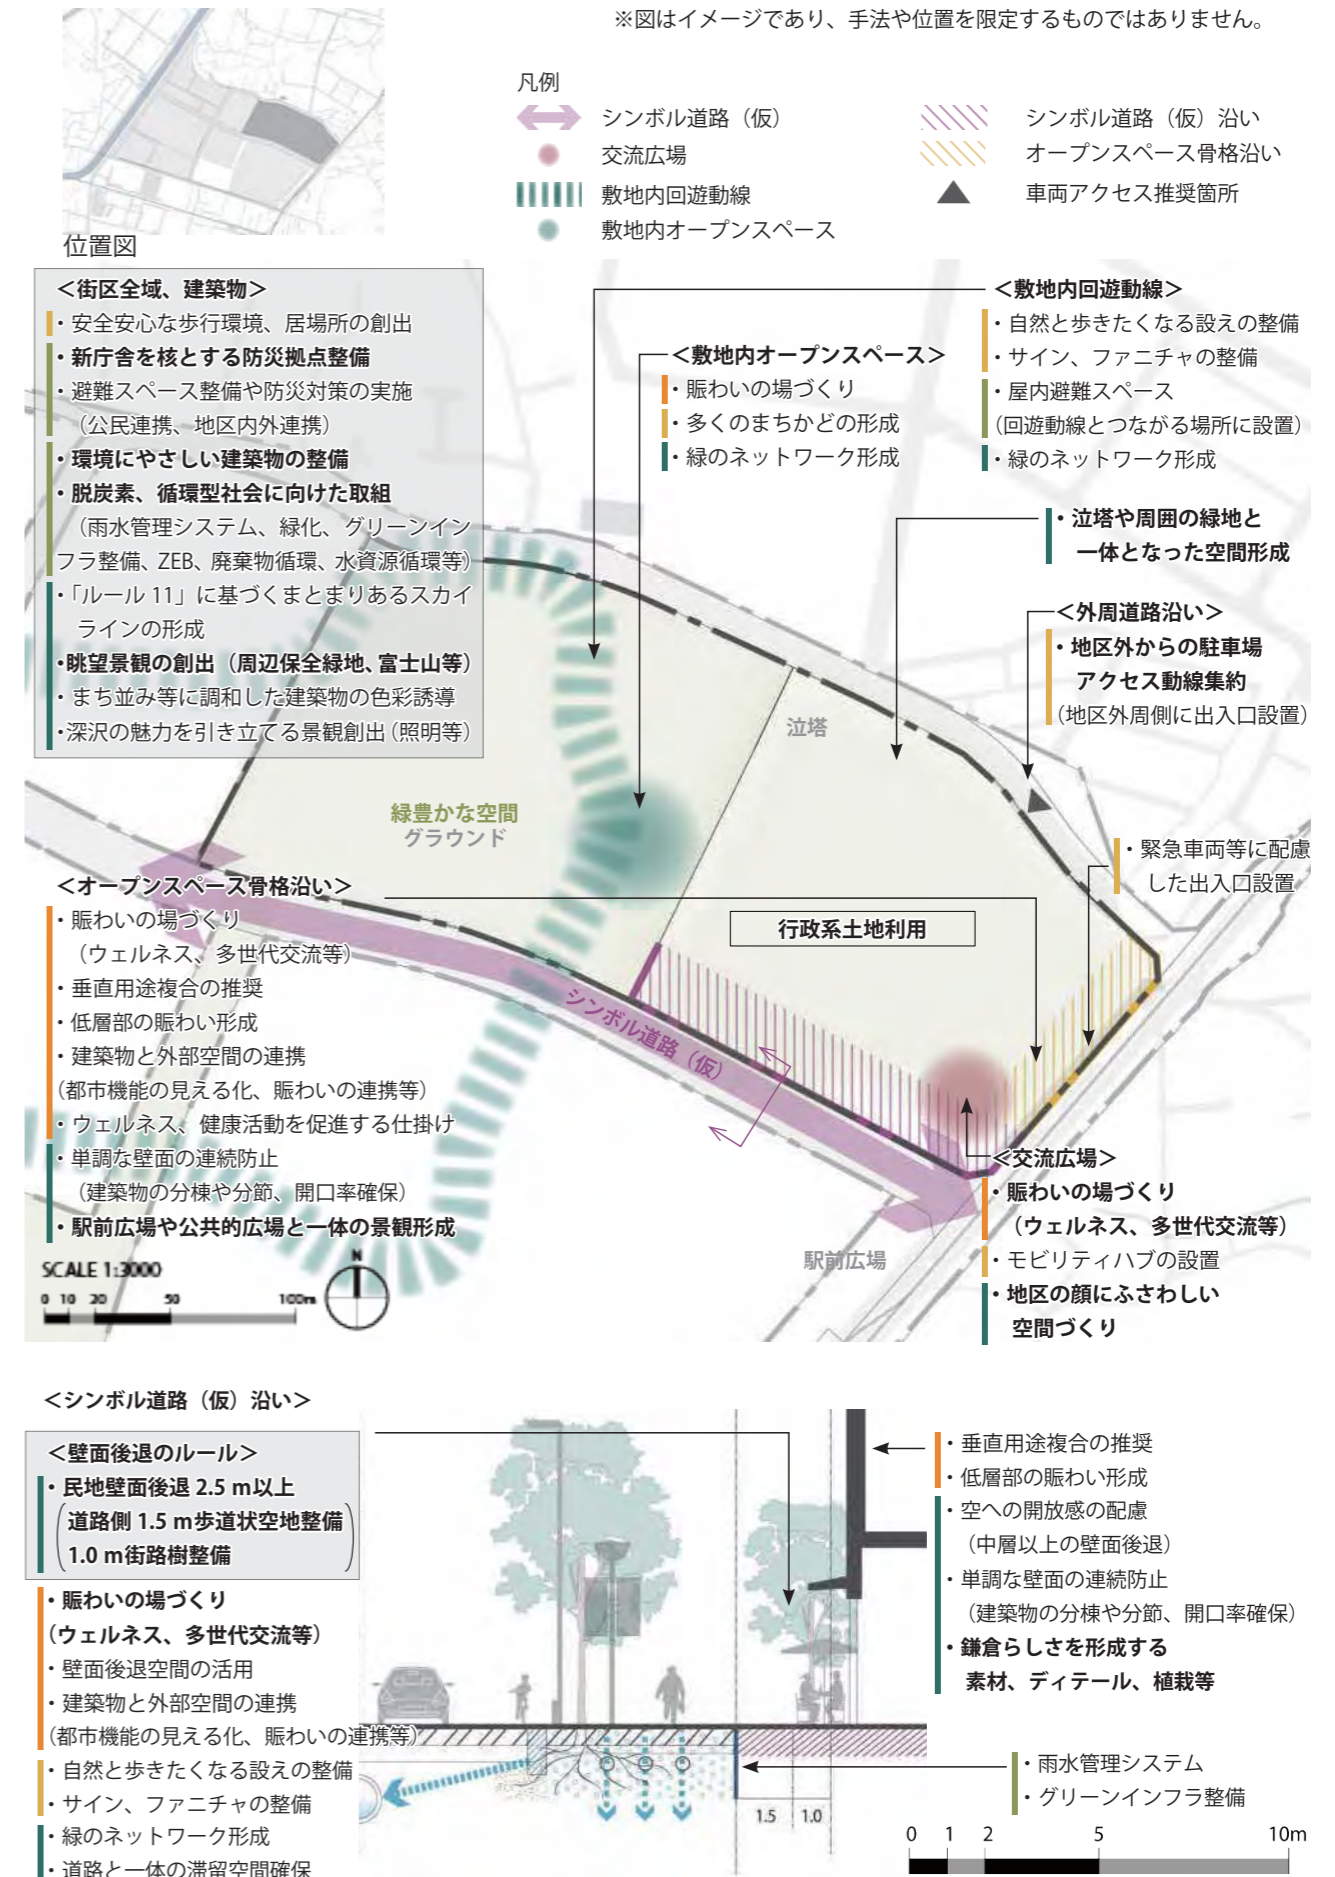 ※図はイメージであり、手法や位置を限定するものではありません。
凡例
シンボル道路（仮）
交流広場
敷地内回遊動線
敷地内オープンスペース
シンボル道路（仮）沿い
オープンスペース骨格沿い
車両アクセス推奨箇所
位置図
＜街区全域、建築物＞
・安全安心な歩行環境、居場所の創出
・新庁舎を核とする防災拠点整備
・避難スペース整備や防災対策の実施
（公民連携、地区内外連携）
・環境にやさしい建築物の整備
・脱炭素、循環型社会に向けた取組
（雨水管理システム、緑化、グリーンイン
フラ整備、ZEB、廃棄物循環、水資源循環等）
・「ルール 11」に基づくまとまりあるスカイ
ラインの形成
・眺望景観の創出（周辺保全緑地、富士山等）
・まち並み等に調和した建築物の色彩誘導
・深沢の魅力を引き立てる景観創出（照明等）
＜敷地内オープンスペース＞
・賑わいの場づくり
・多くのまちかどの形成
・緑のネットワーク形成
＜敷地内回遊動線＞
・自然と歩きたくなる設えの整備
・サイン、ファニチャの整備
・屋内避難スペース
（回遊動線とつながる場所に設置）
・緑のネットワーク形成
・泣塔や周囲の緑地と
一体となった空間形成
＜外周道路沿い＞
・地区外からの駐車場
アクセス動線集約
（地区外周側に出入口設置）
泣塔
緑豊かな空間
グラウンド
・緊急車両等に配慮
した出入口設置
行政系土地利用
シンボル道路（仮）
＜オープンスペース骨格沿い＞
・賑わいの場づくり
（ウェルネス、多世代交流等）
・垂直用途複合の推奨
・低層部の賑わい形成
・建築物と外部空間の連携
（都市機能の見える化、賑わいの連携等）
・ウェルネス、健康活動を促進する仕掛け
・単調な壁面の連続防止
（建築物の分棟や分節、開口率確保）
・駅前広場や公共的広場と一体の景観形成
＜交流広場＞
・賑わいの場づくり
（ウェルネス、多世代交流等）
・モビリティハブの設置
・地区の顔にふさわしい
空間づくり
駅前広場
SCALE 1:3000
0 10 20 50 100m
N
＜シンボル道路（仮）沿い＞
＜壁面後退のルール＞
・民地壁面後退 2.5 m以上
（道路側 1.5 m歩道状空地整備
1.0 m街路樹整備）
・賑わいの場づくり
（ウェルネス、多世代交流等）
・壁面後退空間の活用
・建築物と外部空間の連携
（都市機能の見える化、賑わいの連携等）
・自然と歩きたくなる設えの整備
・サイン、ファニチャの整備
・緑のネットワーク形成
・道路と一体の滞留空間確保
・垂直用途複合の推奨
・低層部の賑わい形成
・空への開放感の配慮
（中層以上の壁面後退）
・単調な壁面の連続防止
（建築物の分棟や分節、開口率確保）
・鎌倉らしさを形成する
素材、ディテール、植栽等
・雨水管理システム
・グリーンインフラ整備
1.5 1.0
0 1 2 5 10m